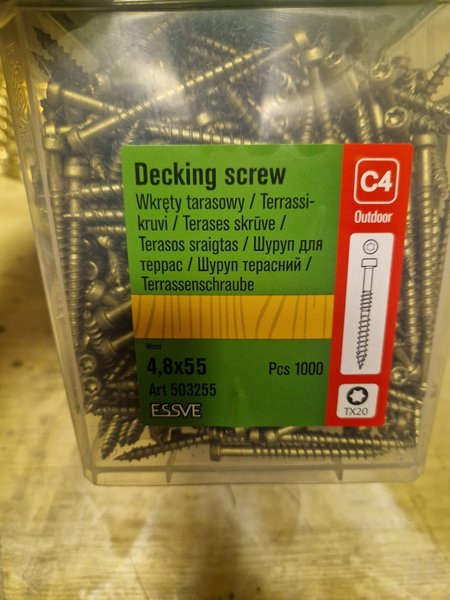 Decking screw
Wkręty tarasowy / Terrassi-
kruvi / Terases skrūve /
Terasos sraigtas / Шуруп для
террас / Шуруп терасний /
Terrassenschraube
Wood
4,8x55
Pcs 1000
Art 503255
ESSVE
C4
Outdoor
TX20